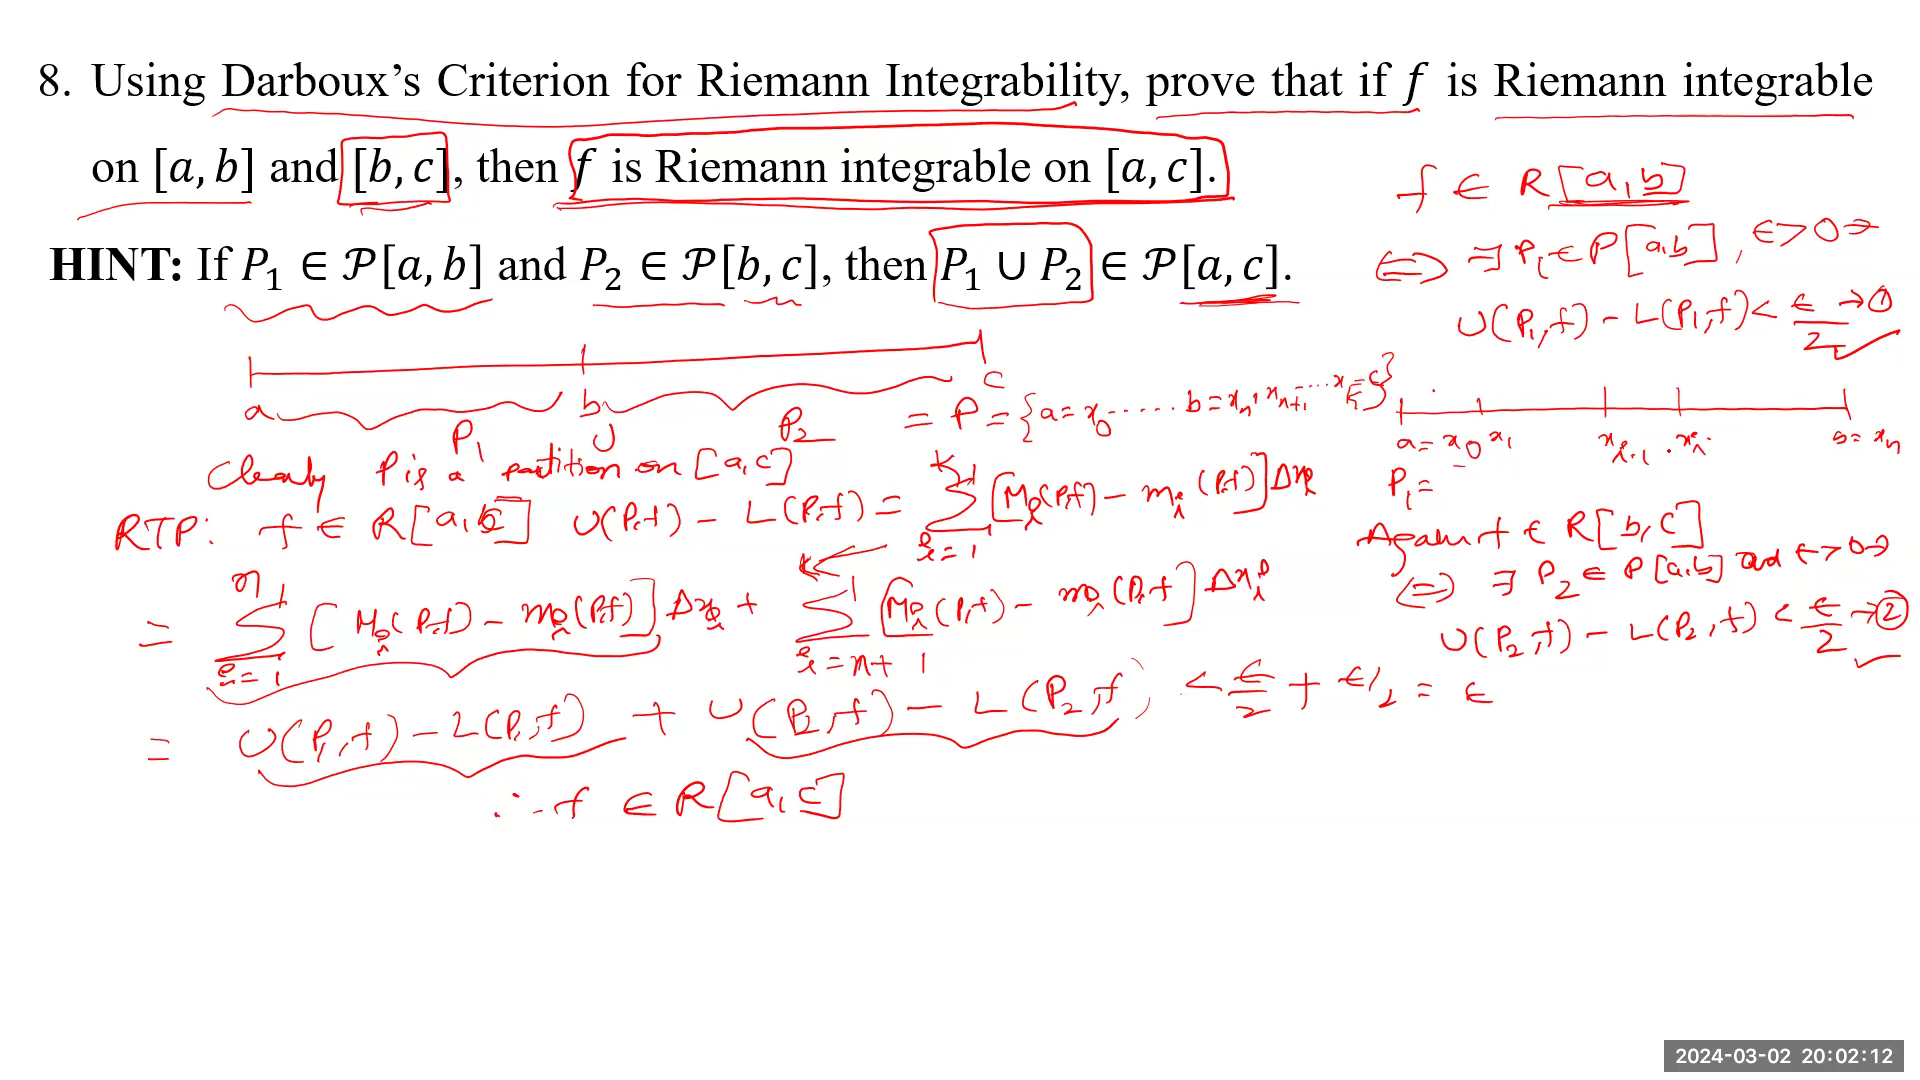 8. Using Darboux’s Criterion for Riemann Integrability, prove that if f is Riemann integrable
on [a, b] and [b, c], then f is Riemann integrable on [a, c].
HINT: If P₁ ∈ 𝒫[a, b] and P₂ ∈ 𝒫[b, c], then P₁ ∪ P₂ ∈ 𝒫[a, c].
f ∈ R[a, b]
⇔ ∃ P₁ ∈ P[a, b], ε > 0 →
U(P₁, f) − L(P₁, f) < ε/2 → ①
a b c
P₁ ∪ P₂ = P = {a = x₀ ..... b = xₙ, xₙ₊₁ ..... = c}
a = x₀ x₁ xᵢ₋₁ xᵢ = xₙ
P₁ =
Clearly P is a partition on [a, c]
RTP: f ∈ R[a, c] U(P, f) − L(P, f) = Σ i = 1 [Mᵢ(P, f) − mᵢ(P, f)] Δxᵢ
Again f ∈ R[b, c]
⇔ ∃ P₂ ∈ P[a, b] and ε > 0 →
U(P₂, f) − L(P₂, f) < ε/2 → ②
= Σ i = 1 n [Mᵢ(P, f) − mᵢ(P, f)] Δxᵢ + Σ i = n + 1 [Mᵢ(P, f) − mᵢ(P, f)] Δxᵢ
= U(P₁, f) − L(P₁, f) + U(P₂, f) − L(P₂, f) < ε/2 + ε/2 = ε
∴ f ∈ R[a, c]
2024-03-02 20:02:12